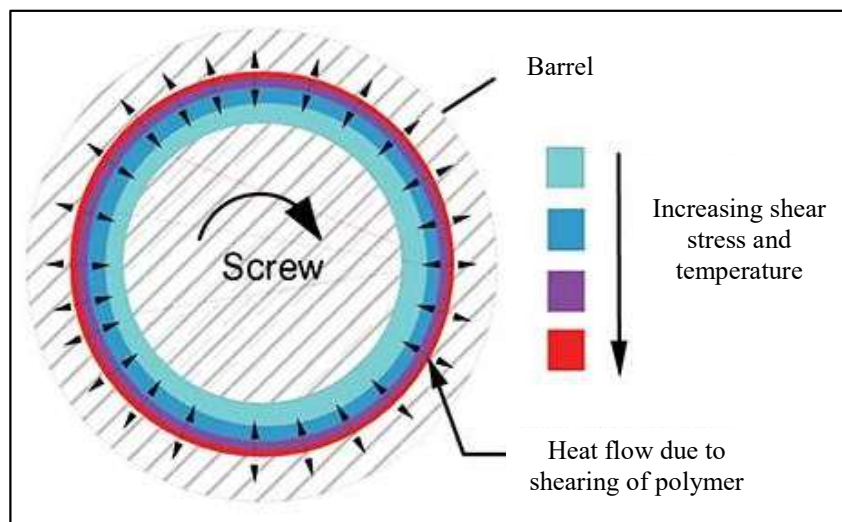 Barrel
Increasing shear
stress and
temperature
Screw
Heat flow due to
shearing of polymer